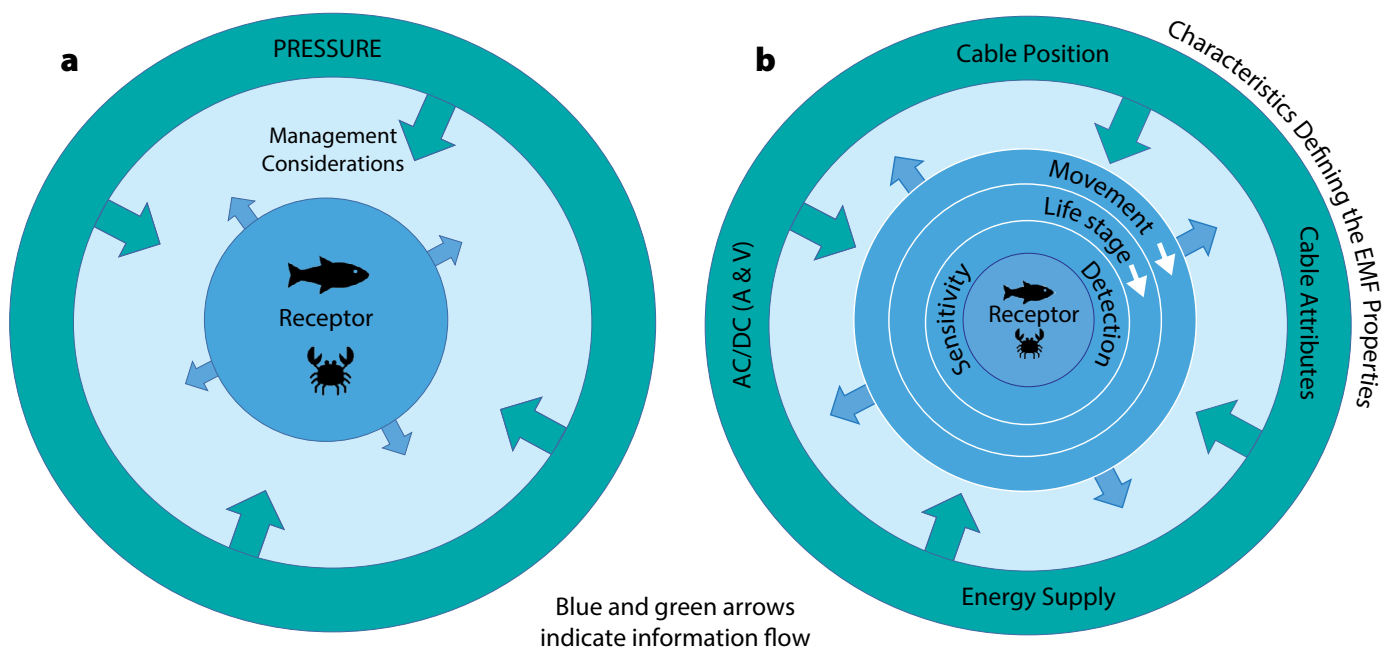 a
PRESSURE
Management
Considerations
Receptor
b
Cable Position
Characteristics Defining the EMF Properties
Movement
Life stage
Detection
Sensitivity
Receptor
AC/DC (A & V)
Cable Attributes
Energy Supply
Blue and green arrows
indicate information flow